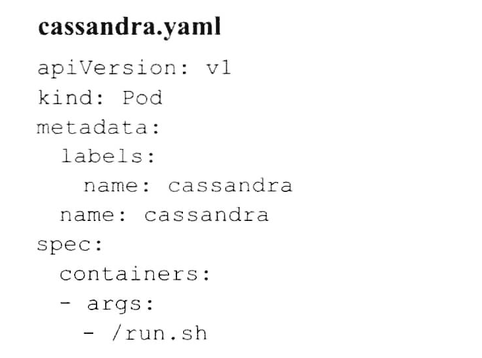 cassandra.yaml
apiVersion: v1
kind: Pod
metadata:
  labels:
    name: cassandra
  name: cassandra
spec:
  containers:
  - args:
    - /run.sh